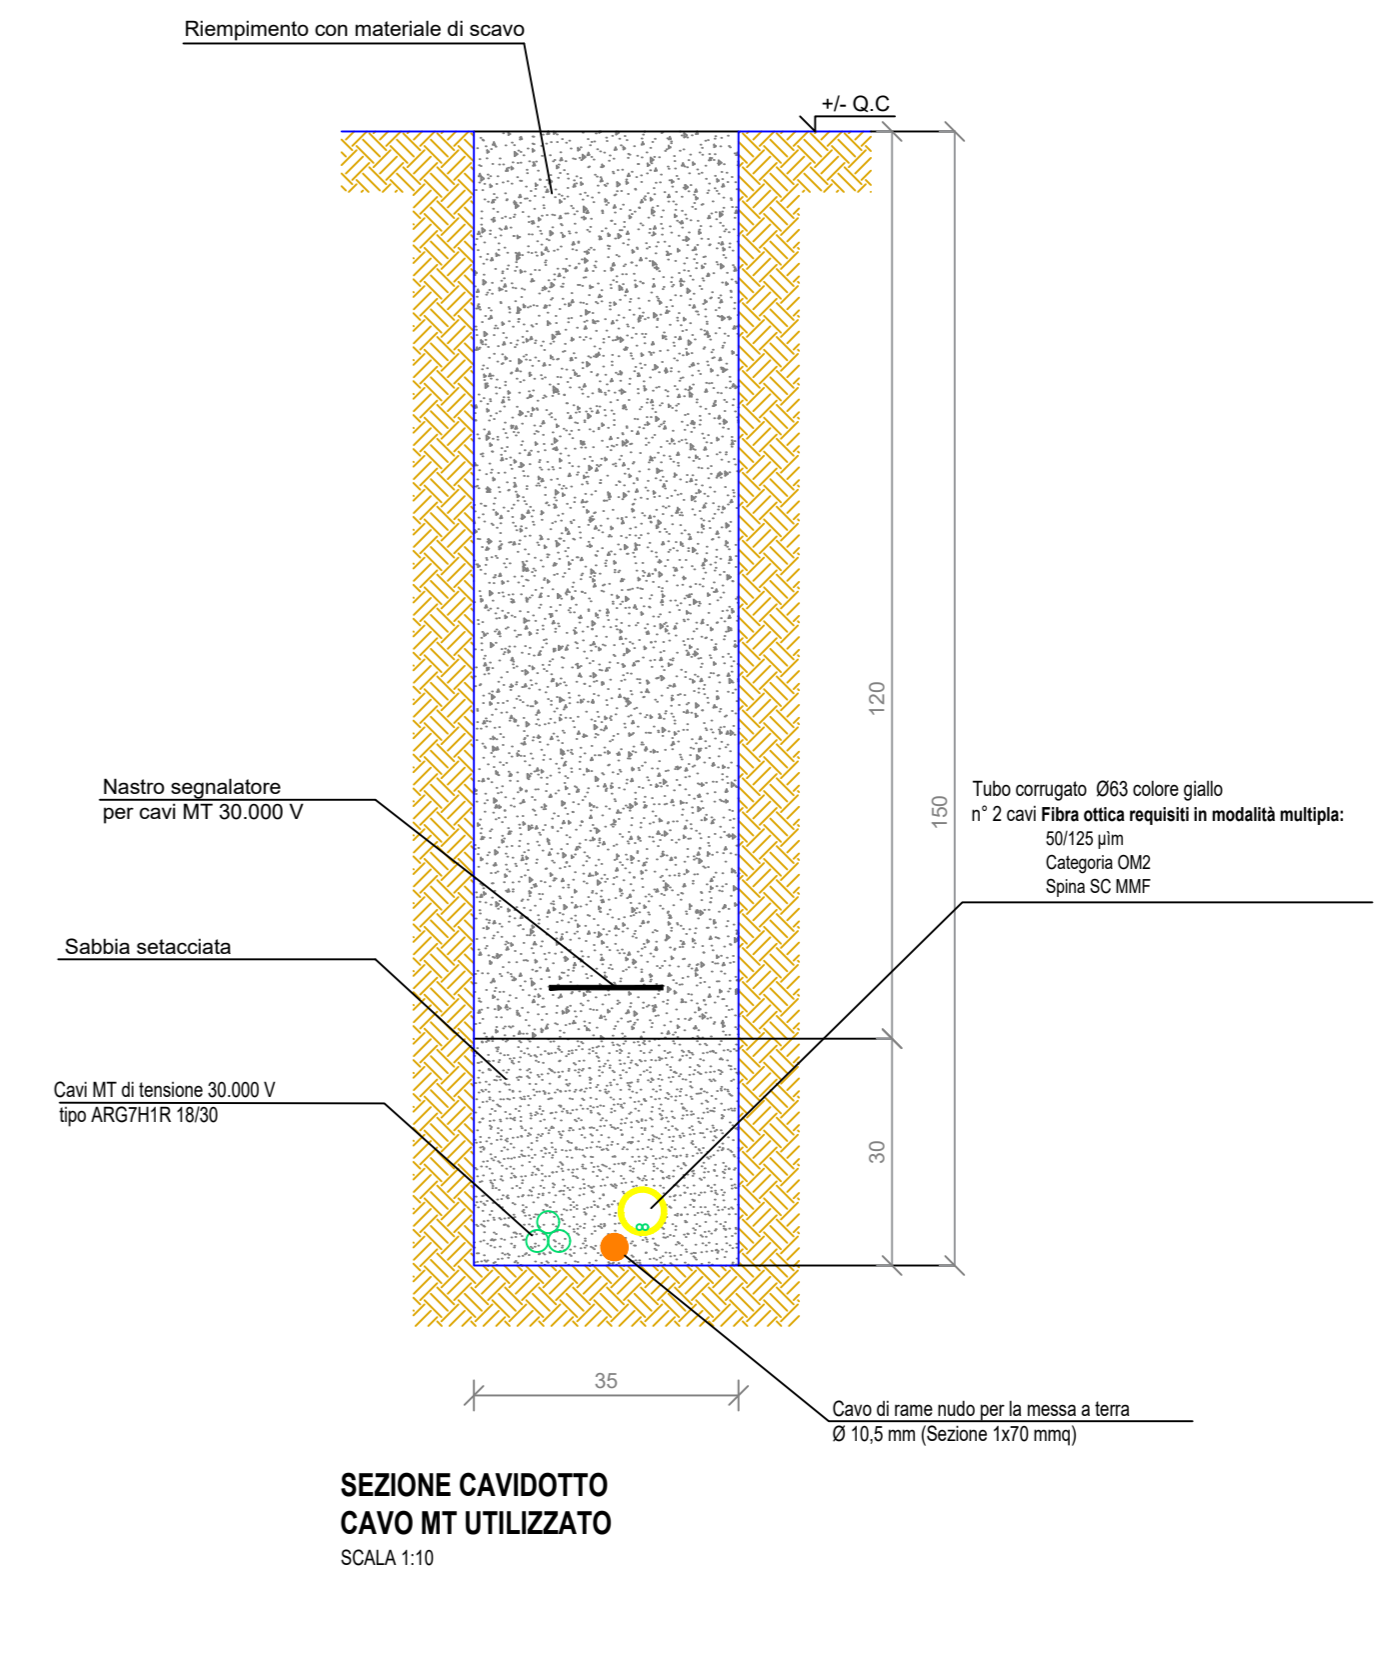 Riempimento con materiale di scavo
+/- Q.C
120
150
Nastro segnalatore
per cavi MT 30.000 V
Tubo corrugato Ø63 colore giallo
n° 2 cavi Fibra ottica requisiti in modalità multipla:
50/125 µìm
Categoria OM2
Spina SC MMF
Sabbia setacciata
Cavi MT di tensione 30.000 V
tipo ARG7H1R 18/30
30
35
Cavo di rame nudo per la messa a terra
Ø 10,5 mm (Sezione 1x70 mmq)
SEZIONE CAVIDOTTO
CAVO MT UTILIZZATO
SCALA 1:10